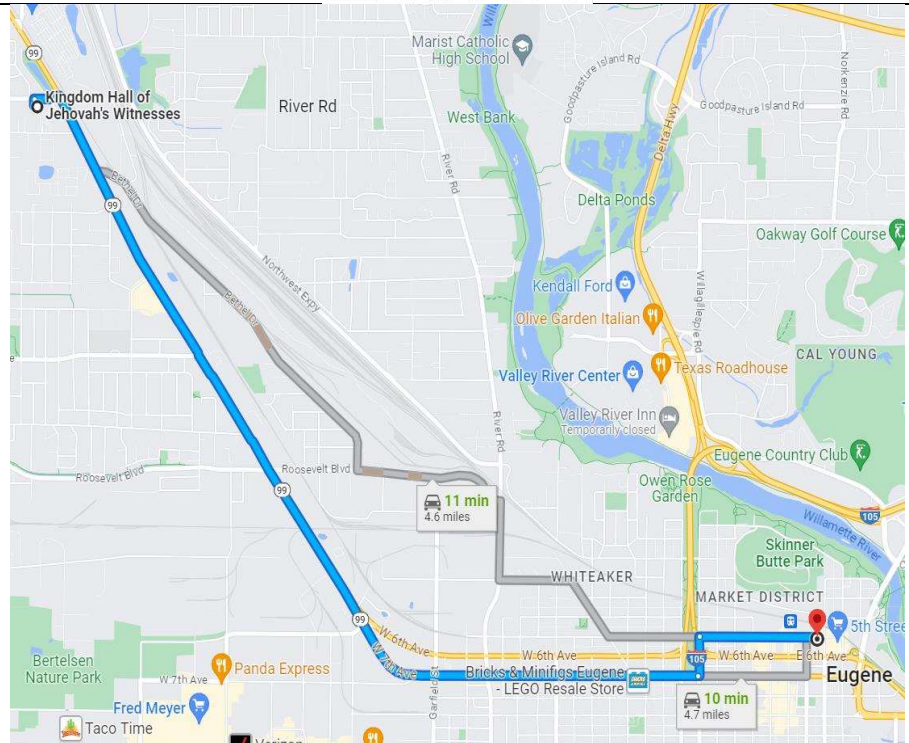 99
Kingdom Hall of
Jehovah's Witnesses
River Rd
Marist Catholic
High School
West Bank
Goodpasture Island Rd
Goodpasture Island Rd
Norkenzie Rd
Delta Hwy
River Rd
Delta Ponds
Oakway Golf Course
Bethel Dr
99
Northwest Expy
Bethel Dr
Kendall Ford
Willagillespie Rd
Olive Garden Italian
CAL YOUNG
Valley River Center
Texas Roadhouse
Valley River Inn
Temporarily closed
River Rd
Eugene Country Club
Roosevelt Blvd
Roosevelt Blvd
99
11 min
4.6 miles
Owen Rose
Garden
105
Willamette River
Skinner
Butte Park
WHITEAKER
MARKET DISTRICT
99
5th Stree
W 6th Ave
W 7th Ave
W 6th Ave
105
W 6th Ave
E 6th Ave
Bertelsen
Nature Park
Panda Express
W 7th Ave
Garfield St
Bricks & Minifigs Eugene
- LEGO Resale Store
Eugene
Fred Meyer
10 min
4.7 miles
Taco Time
Verizon